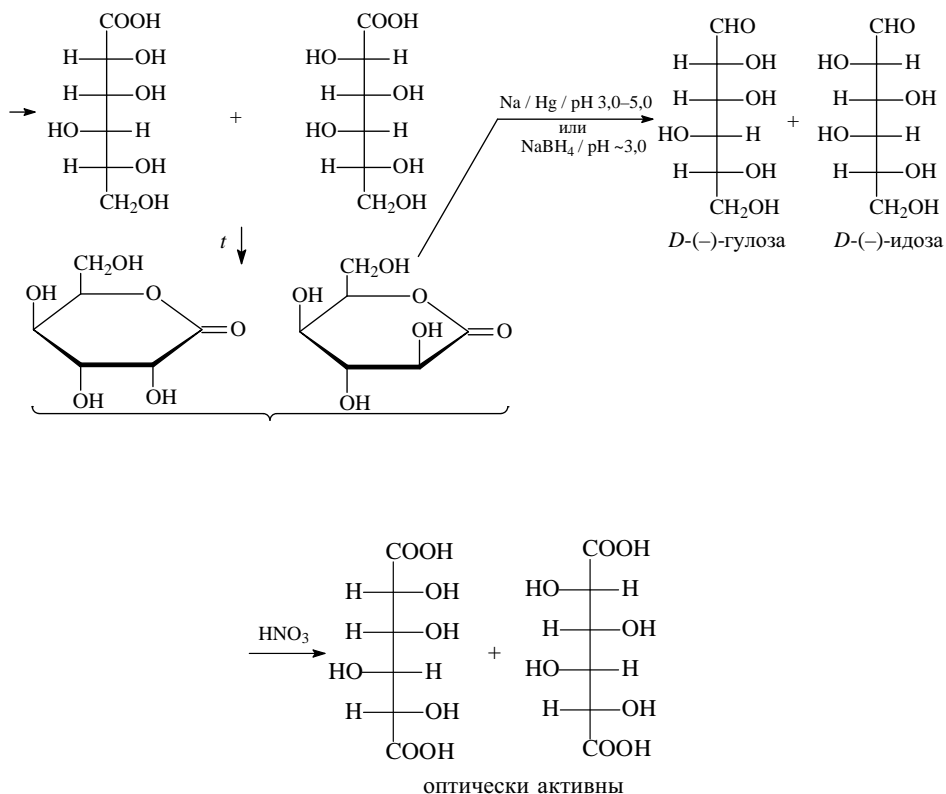 COOH
H OH
H OH
HO H
H OH
CH₂OH
+
COOH
HO H
H OH
HO H
H OH
CH₂OH
Na / Hg / pH 3,0–5,0
или
NaBH₄ / pH ~3,0
CHO
H OH
H OH
HO H
H OH
CH₂OH
D-(–)-гулоза
+
CHO
HO H
H OH
HO H
H OH
CH₂OH
D-(–)-идоза
t
CH₂OH
OH O
O
OH OH
CH₂OH
OH O
OH O
OH
HNO₃
COOH
H OH
H OH
HO H
H OH
COOH
+
COOH
HO H
H OH
HO H
H OH
COOH
оптически активны